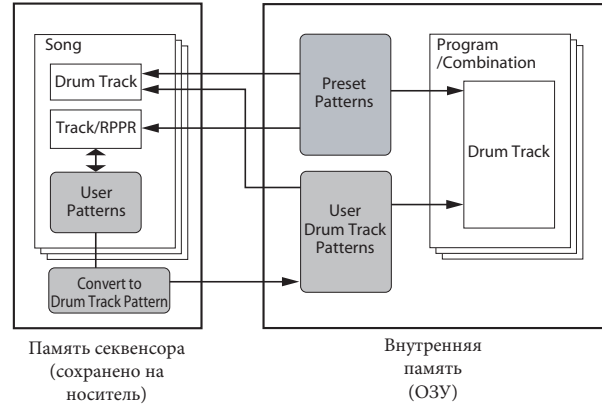 Song
Drum Track
Track/RPPR
User
Patterns
Convert to
Drum Track Pattern
Preset
Patterns
User
Drum Track
Patterns
Program
/Combination
Drum Track
Память секвенсора
(сохранено на
носитель)
Внутренняя
память
(ОЗУ)